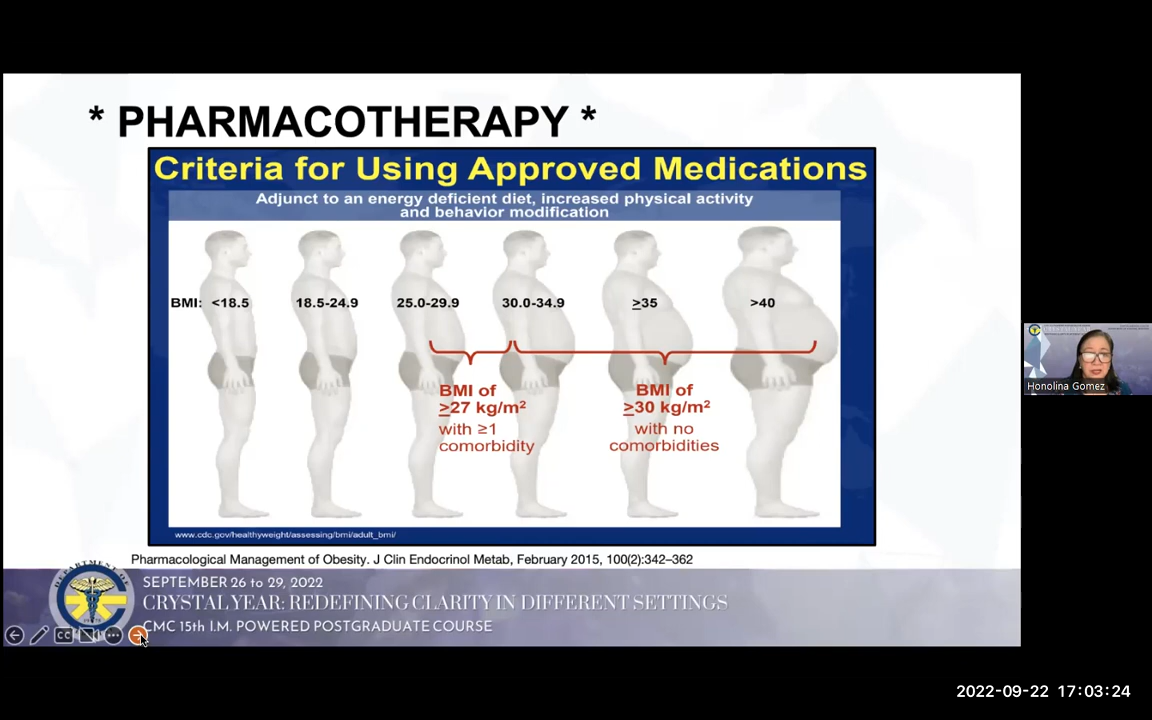 * PHARMACOTHERAPY *
Criteria for Using Approved Medications
Adjunct to an energy deficient diet, increased physical activity
and behavior modification
BMI: <18.5 18.5-24.9 25.0-29.9 30.0-34.9 ≥35 >40
BMI of
≥27 kg/m²
with ≥1
comorbidity
BMI of
≥30 kg/m²
with no
comorbidities
www.cdc.gov/healthyweight/assessing/bmi/adult_bmi/
Pharmacological Management of Obesity. J Clin Endocrinol Metab, February 2015, 100(2):342–362
DEPARTMENT OF
SEPTEMBER 26 to 29, 2022
CRYSTAL YEAR: REDEFINING CLARITY IN DIFFERENT SETTINGS
CMC 15th I.M. POWERED POSTGRADUATE COURSE
CC
Honolina Gomez
2022-09-22 17:03:24